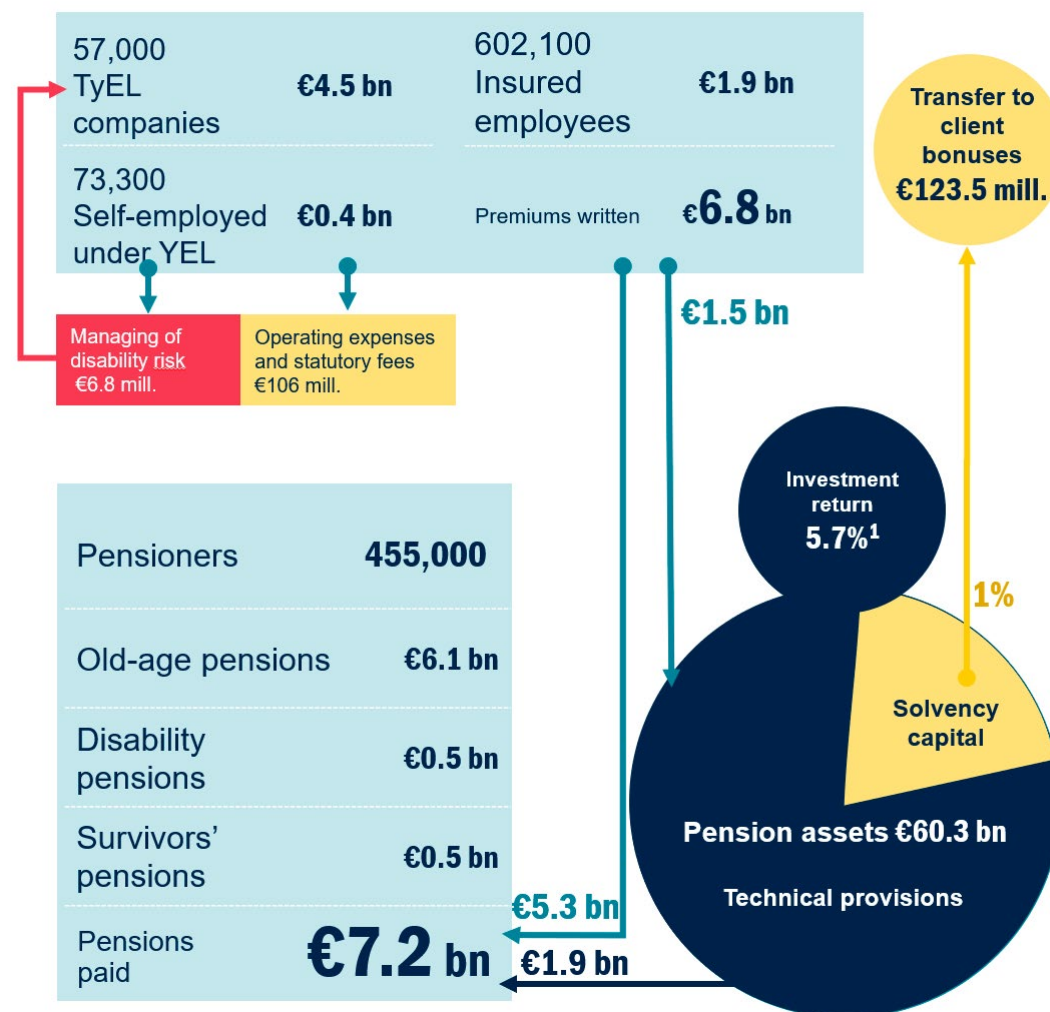 57,000
TyEL
companies
€4.5 bn
602,100
Insured
employees
€1.9 bn
73,300
Self-employed
under YEL
€0.4 bn
Premiums written
€6.8 bn
Transfer to
client
bonuses
€123.5 mill.
€1.5 bn
Managing of
disability risk
€6.8 mill.
Operating expenses
and statutory fees
€106 mill.
Investment
return
5.7%¹
1%
Solvency
capital
Pension assets €60.3 bn
Technical provisions
Pensioners
455,000
Old-age pensions
€6.1 bn
Disability
pensions
€0.5 bn
Survivors’
pensions
€0.5 bn
Pensions
paid
€7.2 bn
€5.3 bn
€1.9 bn